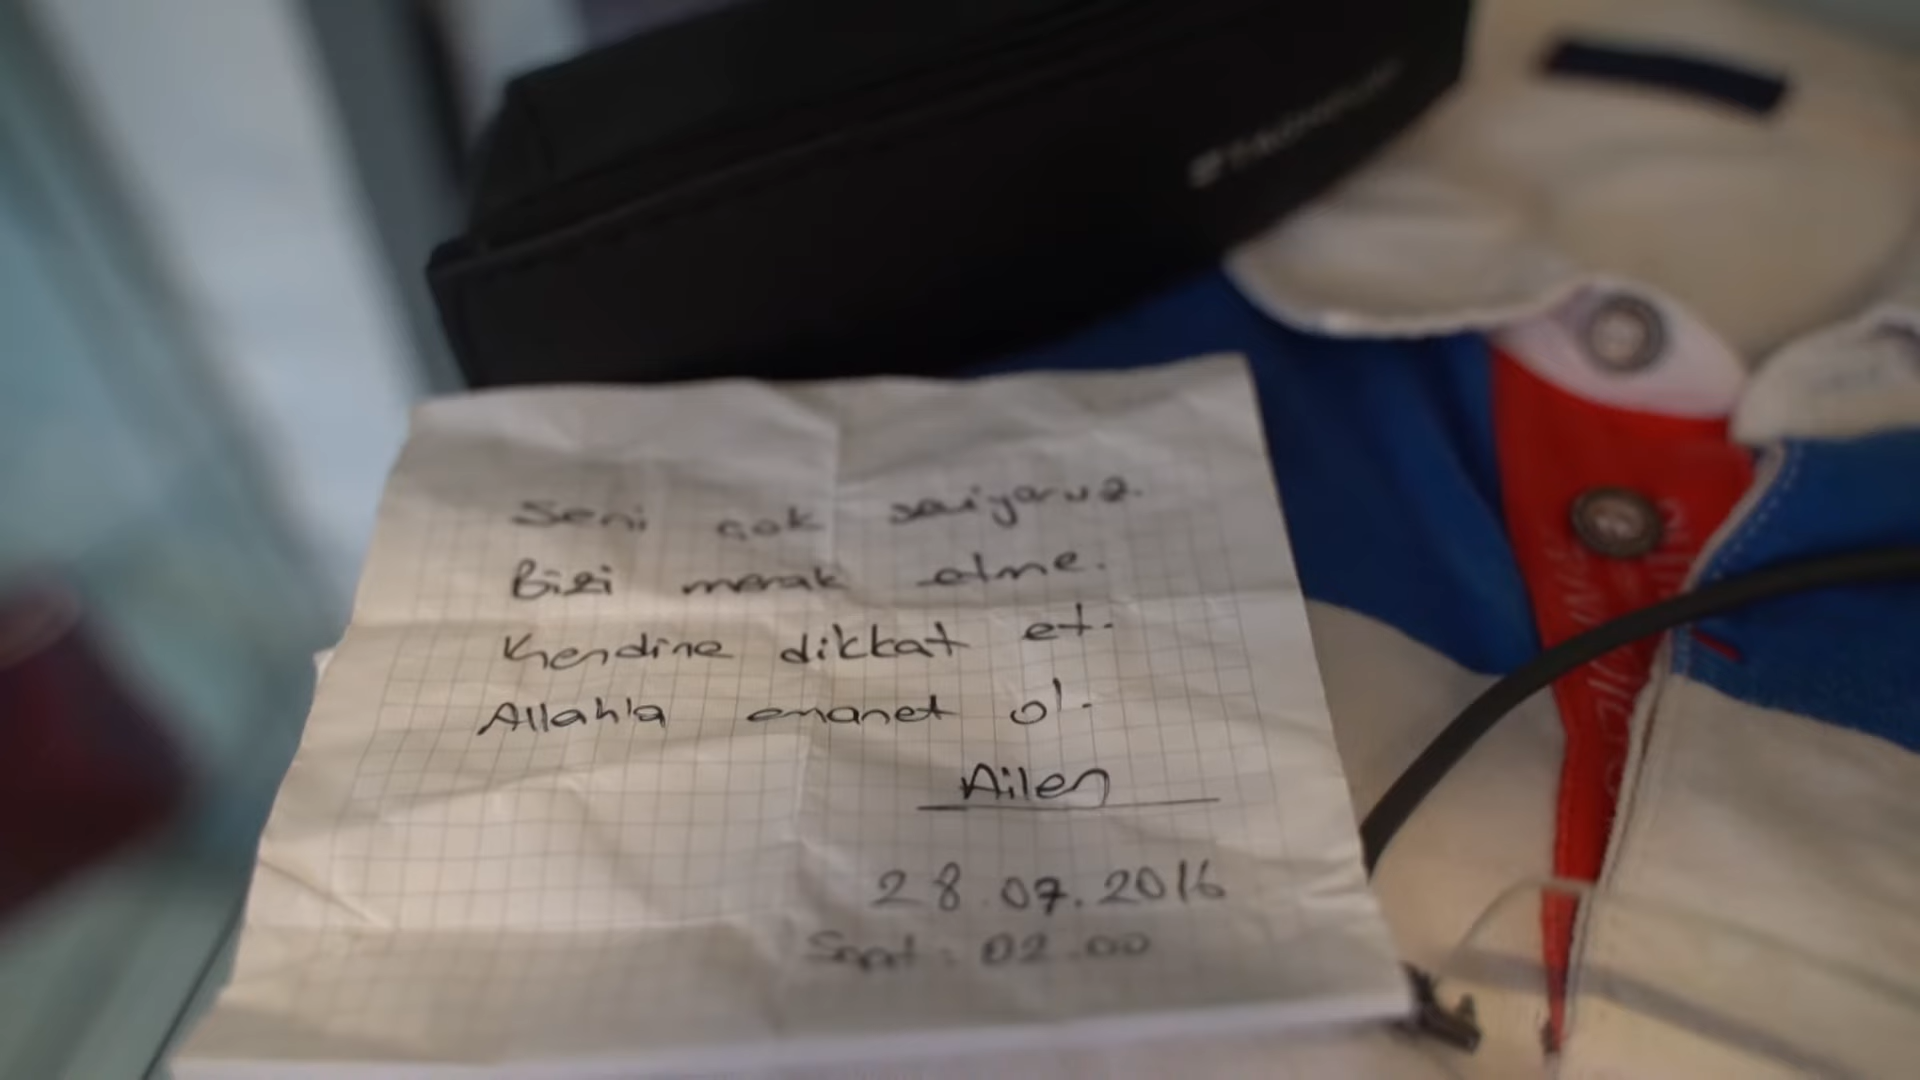 Seni çok seviyoruz.
Bizi merak etme.
Kendine dikkat et.
Allah'a emanet ol.
Ailen
28.07.2016
Saat: 02.00